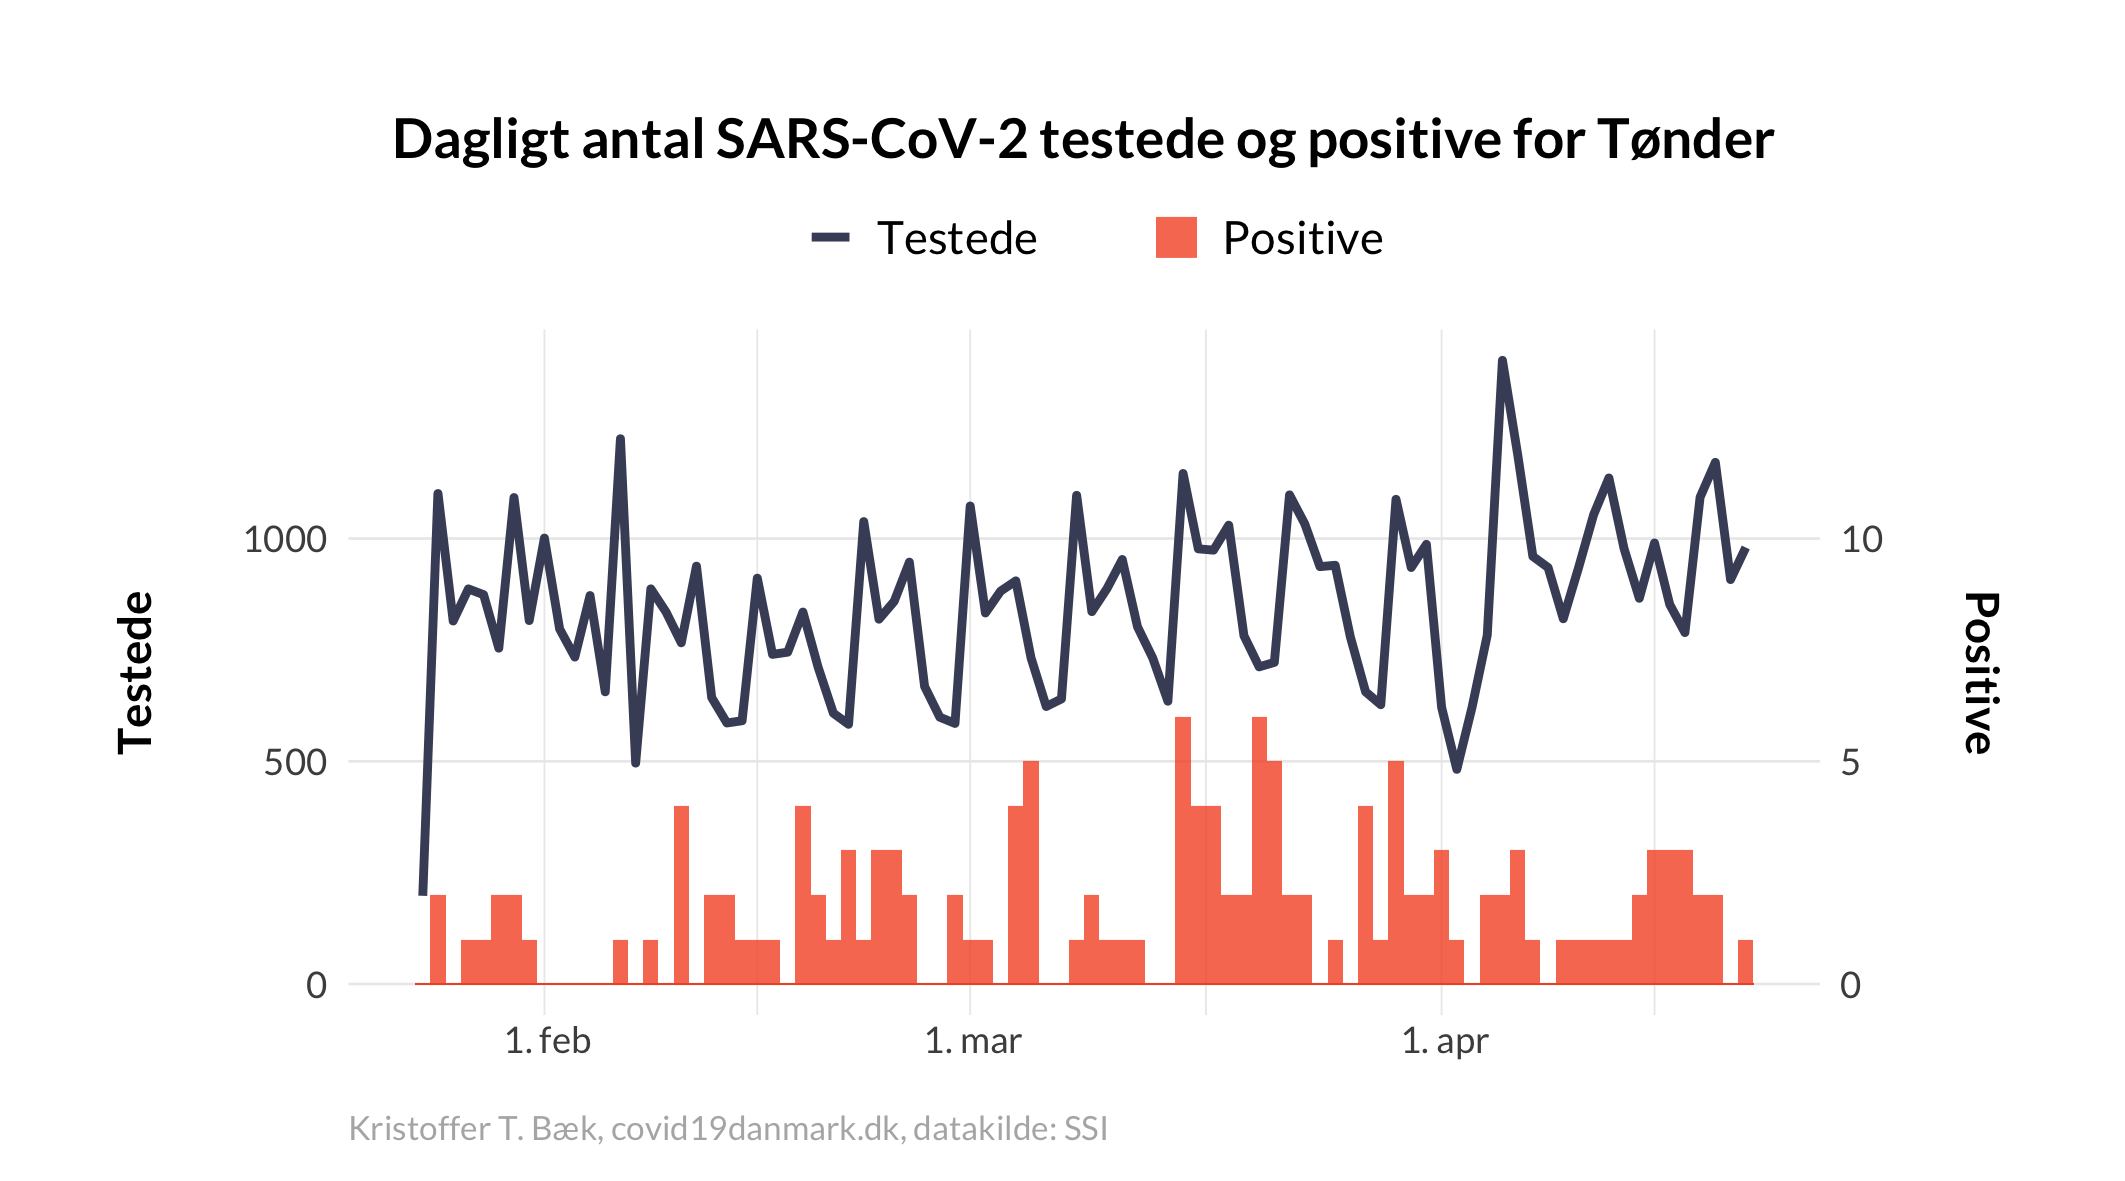 Dagligt antal SARS-CoV-2 testede og positive for Tønder
Testede
Positive
Testede
1000
500
0
10
5
0
Positive
1. feb
1. mar
1. apr
Kristoffer T. Bæk, covid19danmark.dk, datakilde: SSI